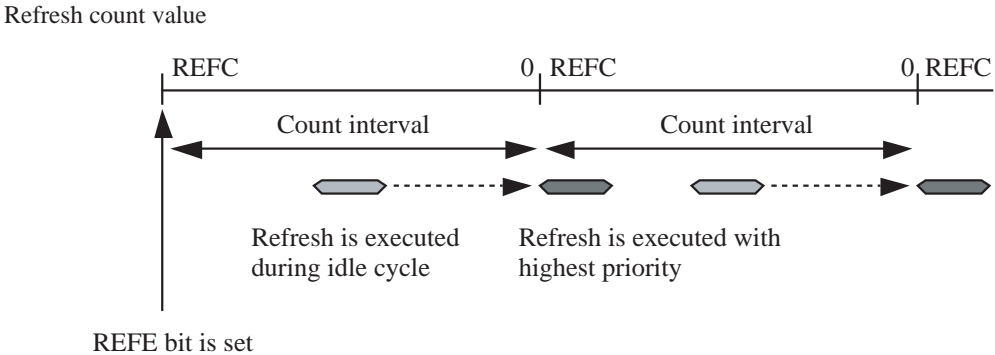 Refresh count value
REFC 0 REFC 0 REFC
Count interval Count interval
Refresh is executed
during idle cycle
Refresh is executed with
highest priority
REFE bit is set